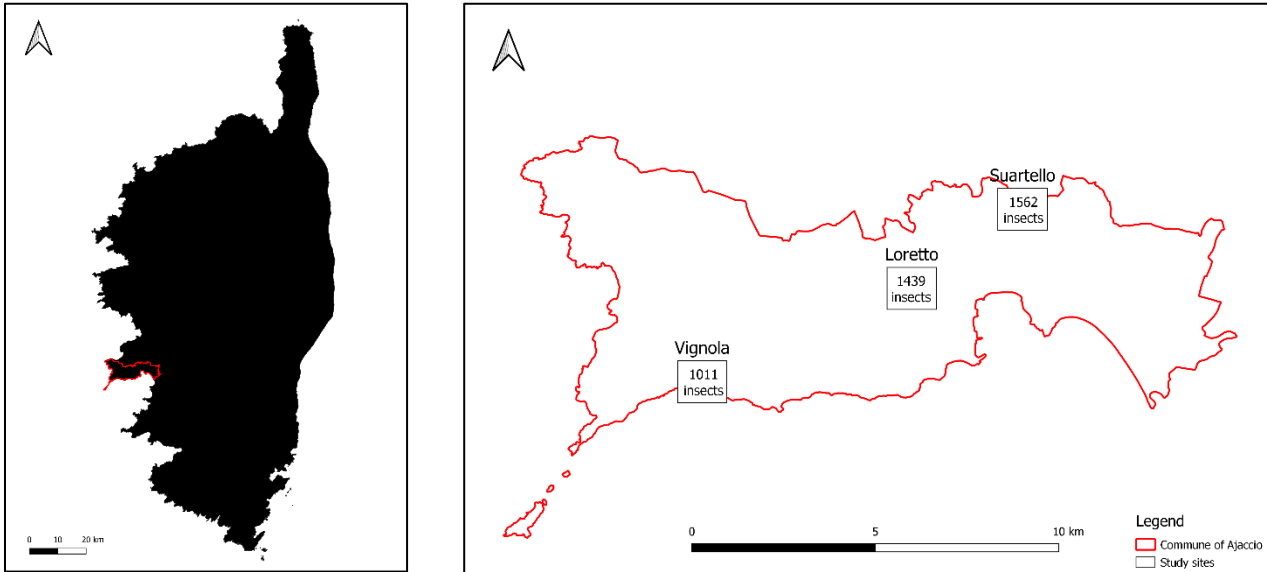 0 10 20 km
Suartello
1562
insects
Loretto
1439
insects
Vignola
1011
insects
0 5 10 km
Legend
Commune of Ajaccio
Study sites